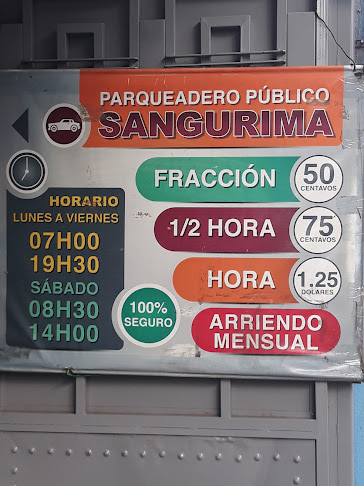 PARQUEADERO PÚBLICO
SANGURIMA
FRACCIÓN 50 CENTAVOS
1/2 HORA 75 CENTAVOS
HORA 1.25 DOLARES
ARRIENDO MENSUAL
HORARIO
LUNES A VIERNES
07H00
19H30
SÁBADO
08H30
14H00
100%
SEGURO